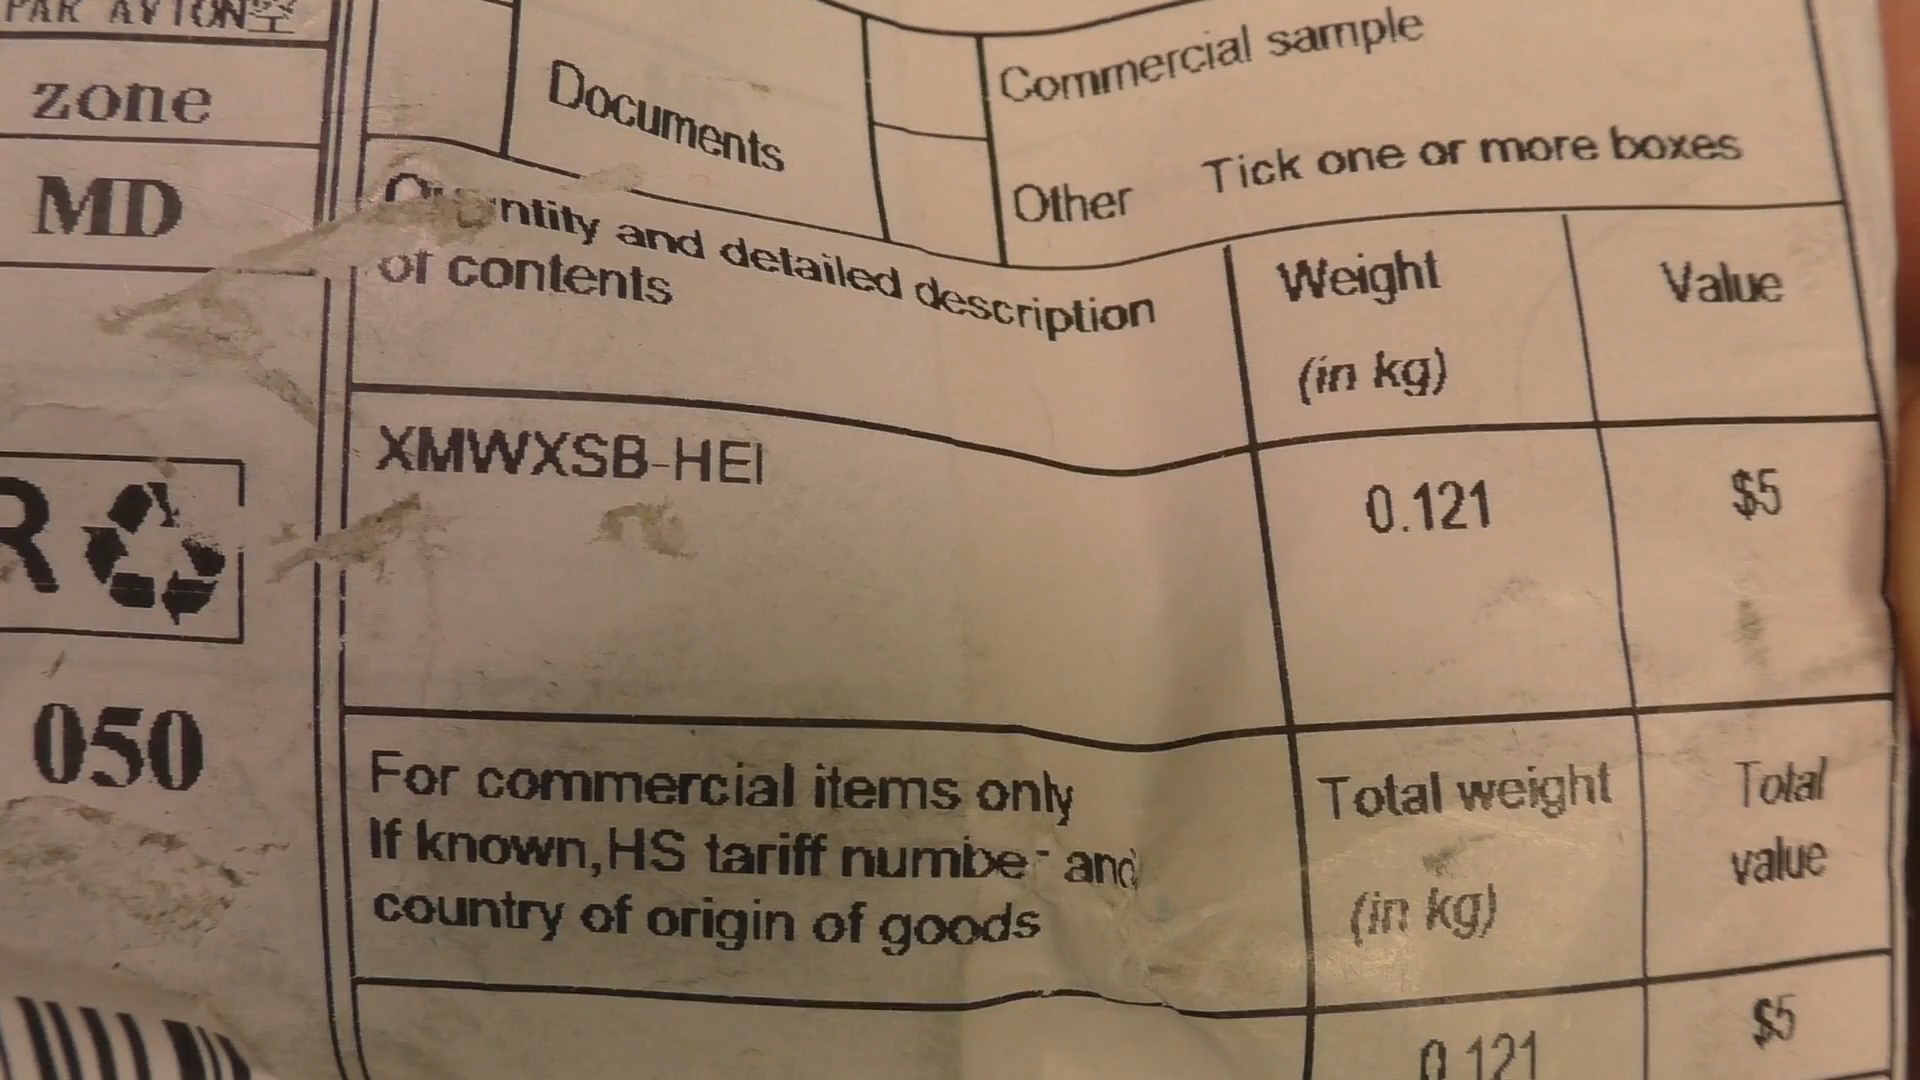 PAR AVION
zone
MD
R
050
Documents
Commercial sample
Other Tick one or more boxes
Quantity and detailed description
of contents
Weight
(in kg)
Value
XMWXSB-HEI
0.121
$5
For commercial items only
If known,HS tariff number and
country of origin of goods
Total weight
(in kg)
Total
value
0.121
$5